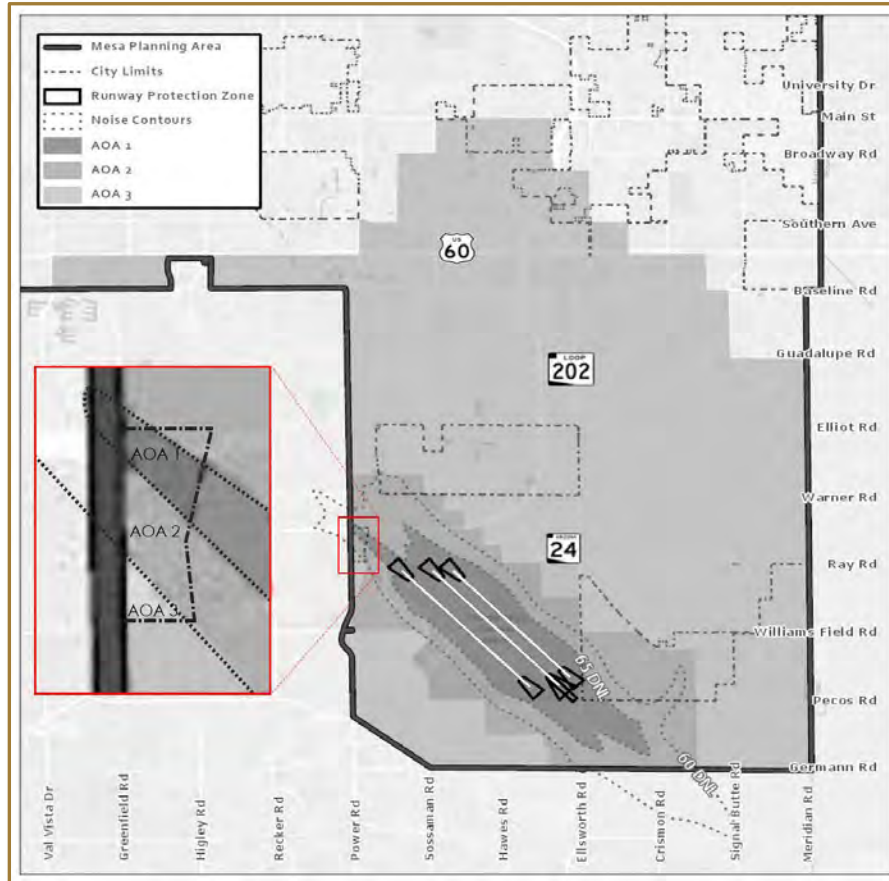 Mesa Planning Area
City Limits
Runway Protection Zone
Noise Contours
AOA 1
AOA 2
AOA 3
University Dr
Main St
Broadway Rd
Southern Ave
US
60
Baseline Rd
Guadalupe Rd
LOOP
202
Elliot Rd
AOA 1
Warner Rd
AOA 2
24
Ray Rd
AOA 3
Williams Field Rd
65 DNL
Pecos Rd
60 DNL
Germann Rd
Val Vista Dr
Greenfield Rd
Higley Rd
Recker Rd
Power Rd
Sossaman Rd
Hawes Rd
Ellsworth Rd
Crismon Rd
Signal Butte Rd
Meridian Rd